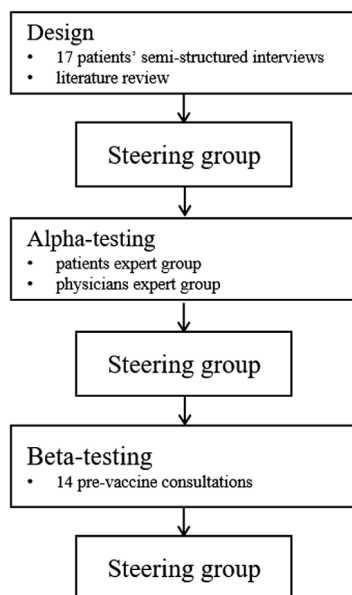 Design
• 17 patients’ semi-structured interviews
• literature review
Steering group
Alpha-testing
• patients expert group
• physicians expert group
Steering group
Beta-testing
• 14 pre-vaccine consultations
Steering group